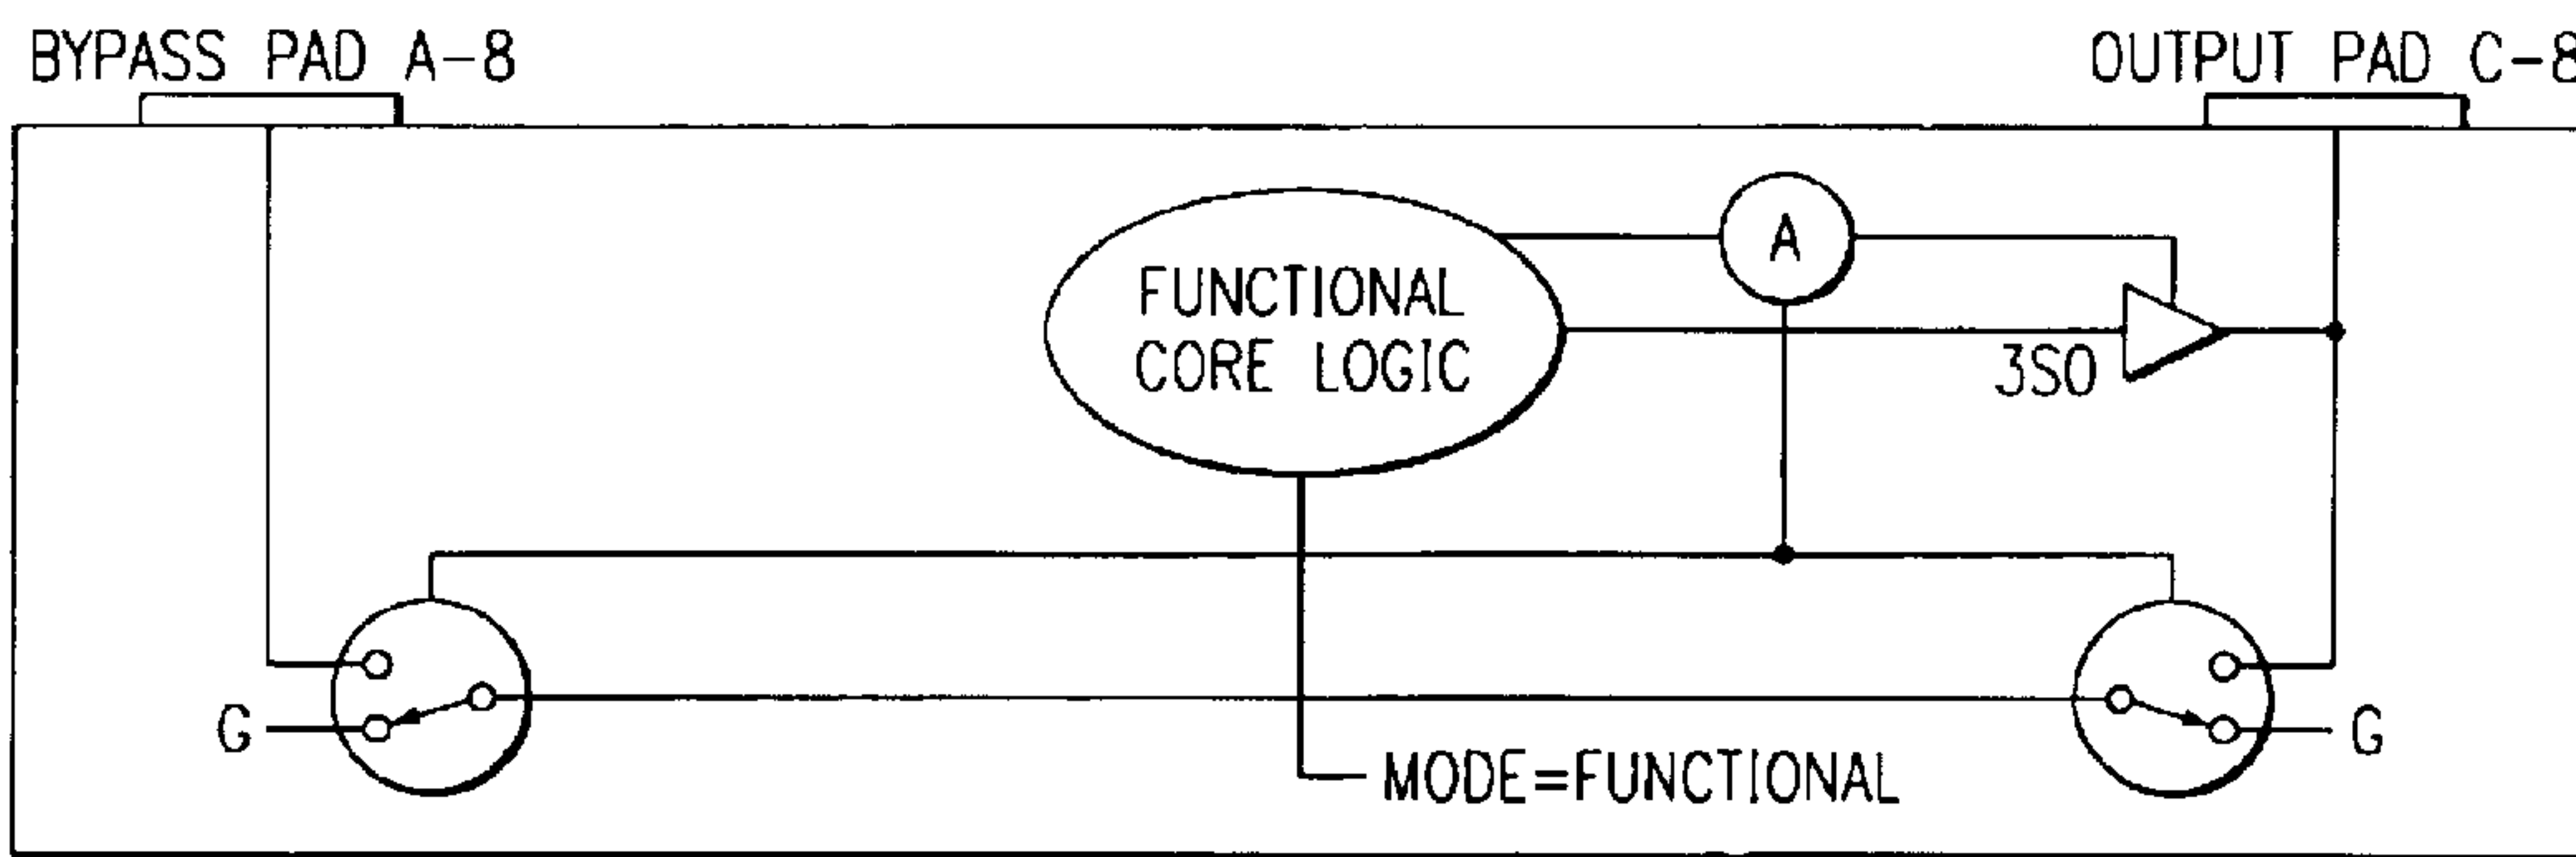 BYPASS PAD A-8
OUTPUT PAD C-8
A
FUNCTIONAL
CORE LOGIC
3SO
G
G
MODE=FUNCTIONAL